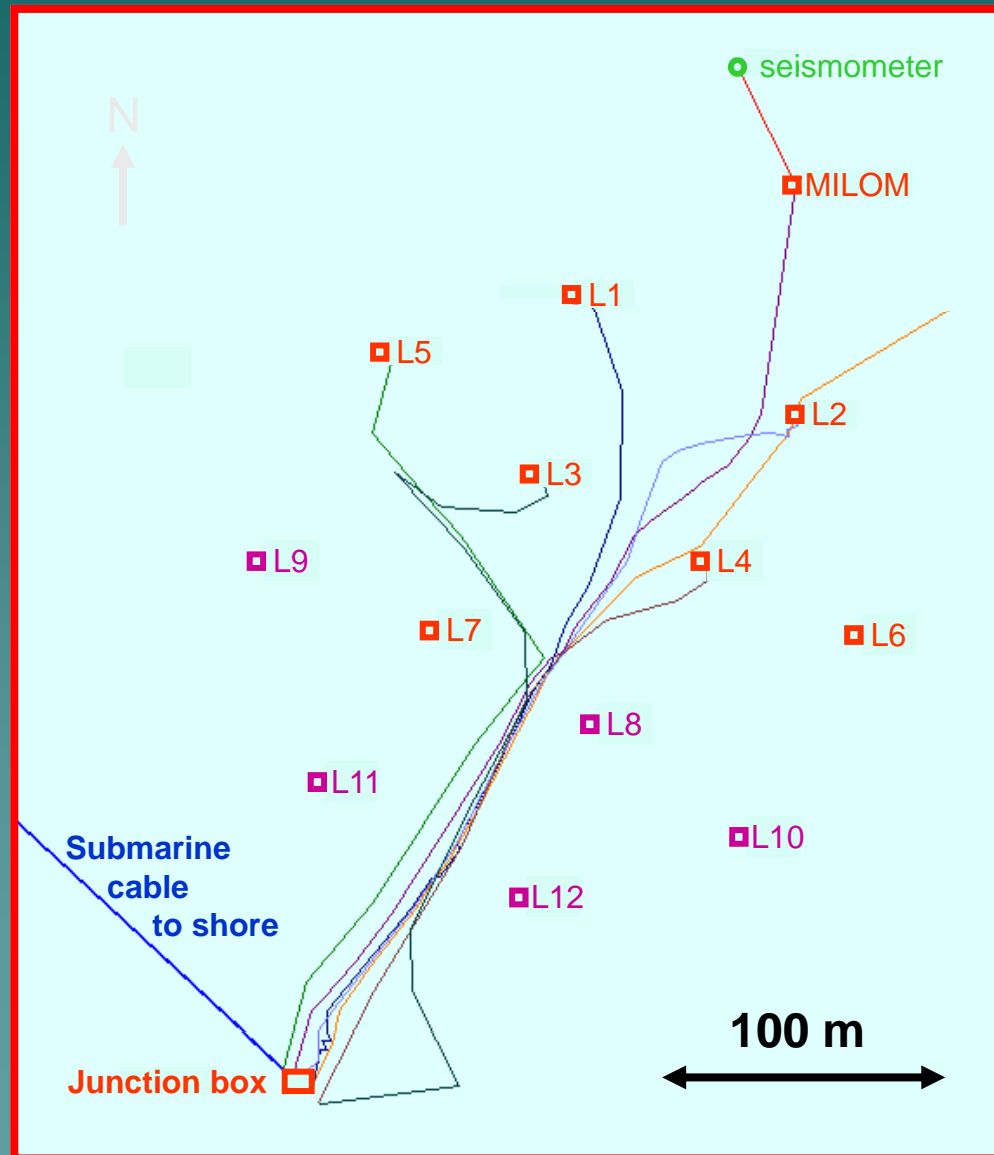 seismometer
N
MILOM
L1
L5
L2
L3
L9
L4
L7
L6
L8
L11
L10
Submarine
cable
to shore
L12
100 m
Junction box